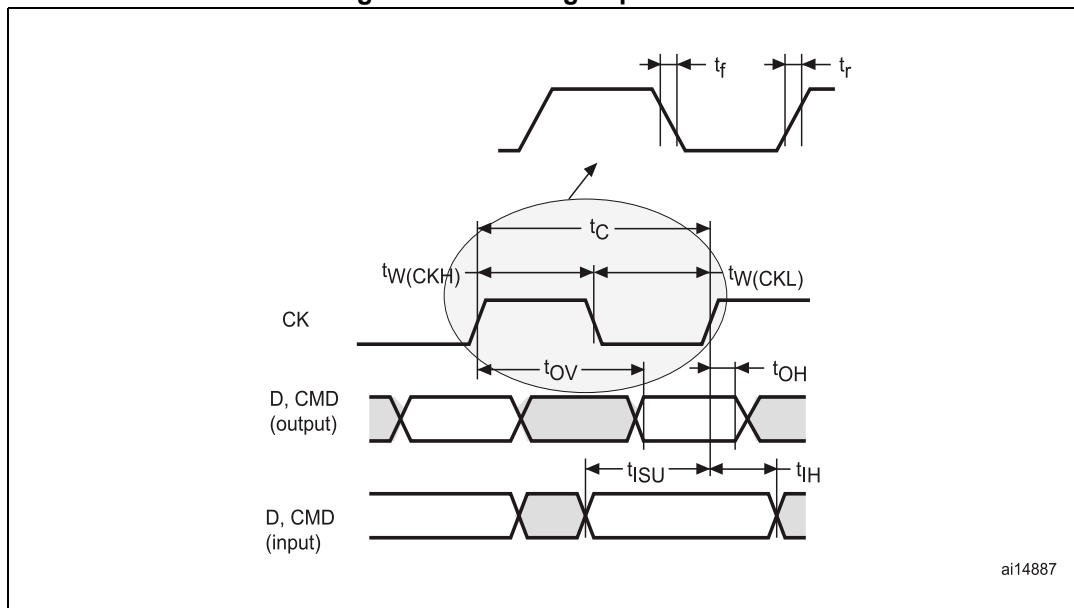 tf
tr
tC
tW(CKH)
tW(CKL)
CK
tOV
tOH
D, CMD
(output)
tISU
tIH
D, CMD
(input)
ai14887